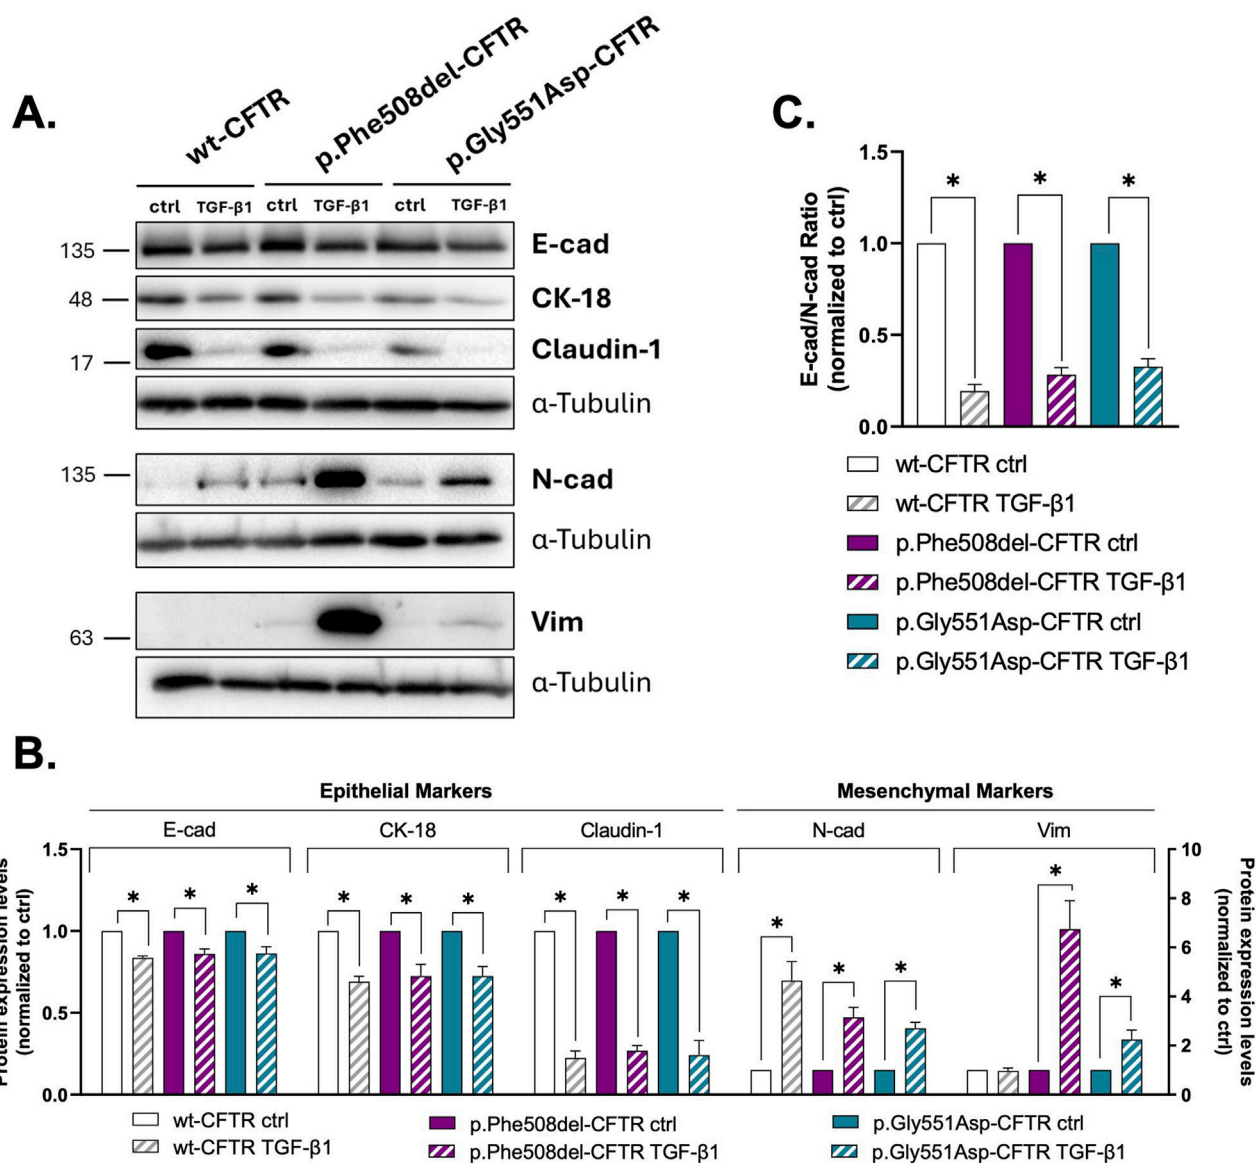 A.
wt-CFTR
p.Phe508del-CFTR
p.Gly551Asp-CFTR
ctrl TGF-β1 ctrl TGF-β1 ctrl TGF-β1
135 E-cad
48 CK-18
17 Claudin-1
α-Tubulin
135 N-cad
α-Tubulin
Vim
63
α-Tubulin
C.
E-cad/N-cad Ratio
(normalized to ctrl)
1.5
1.0
0.5
0.0
* * *
wt-CFTR ctrl
wt-CFTR TGF-β1
p.Phe508del-CFTR ctrl
p.Phe508del-CFTR TGF-β1
p.Gly551Asp-CFTR ctrl
p.Gly551Asp-CFTR TGF-β1
B.
Epithelial Markers Mesenchymal Markers
E-cad CK-18 Claudin-1 N-cad Vim
Protein expression levels
(normalized to ctrl)
1.5
1.0
0.5
0.0
* * * * * * * * * * * * * *
10
8
6
4
2
0
Protein expression levels
(normalized to ctrl)
wt-CFTR ctrl p.Phe508del-CFTR ctrl p.Gly551Asp-CFTR ctrl
wt-CFTR TGF-β1 p.Phe508del-CFTR TGF-β1 p.Gly551Asp-CFTR TGF-β1